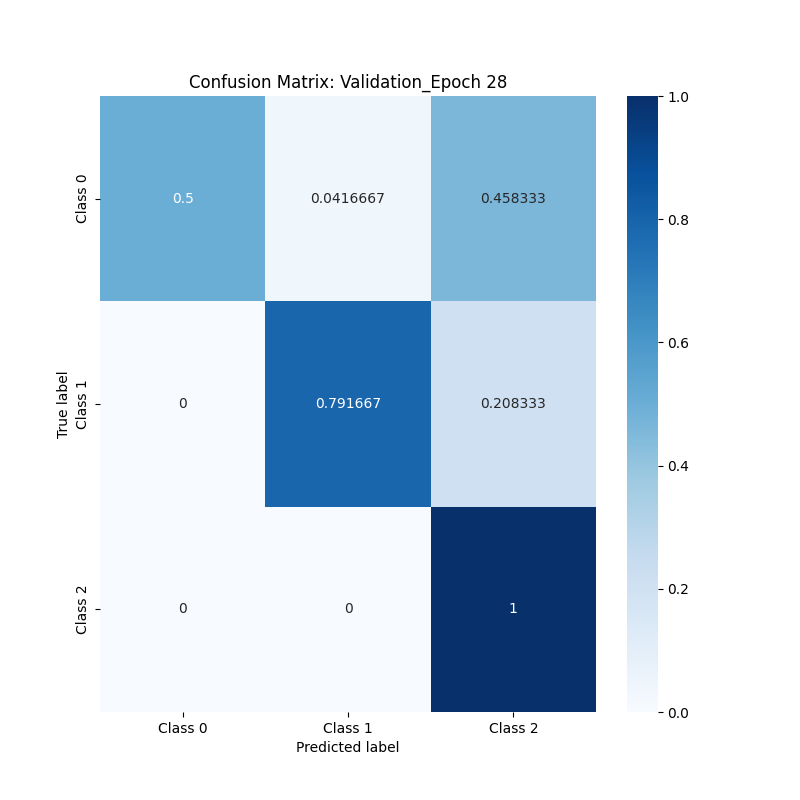 Confusion Matrix: Validation_Epoch 28
True label
Class 0
Class 1
Class 2
0.5 0.0416667 0.458333
0 0.791667 0.208333
0 0 1
Class 0 Class 1 Class 2
Predicted label
1.0
0.8
0.6
0.4
0.2
0.0